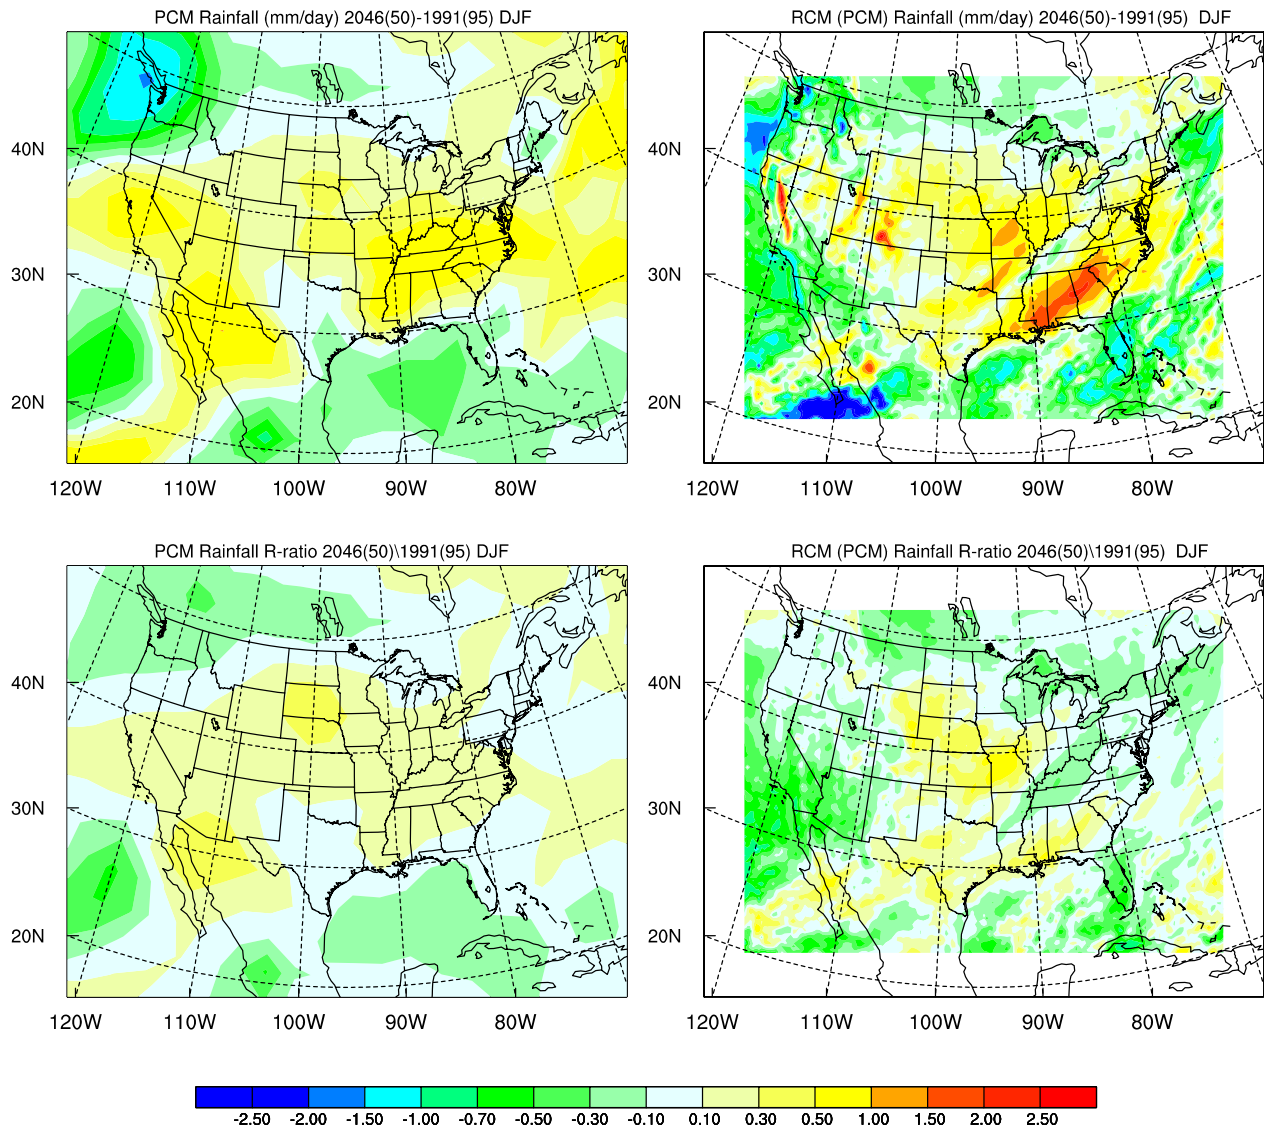 PCM Rainfall (mm/day) 2046(50)-1991(95) DJF
RCM (PCM) Rainfall (mm/day) 2046(50)-1991(95) DJF
40N
30N
20N
120W 110W 100W 90W 80W
40N
30N
20N
120W 110W 100W 90W 80W
PCM Rainfall R-ratio 2046(50)\1991(95) DJF
RCM (PCM) Rainfall R-ratio 2046(50)\1991(95) DJF
40N
30N
20N
120W 110W 100W 90W 80W
40N
30N
20N
120W 110W 100W 90W 80W
-2.50 -2.00 -1.50 -1.00 -0.70 -0.50 -0.30 -0.10 0.10 0.30 0.50 1.00 1.50 2.00 2.50